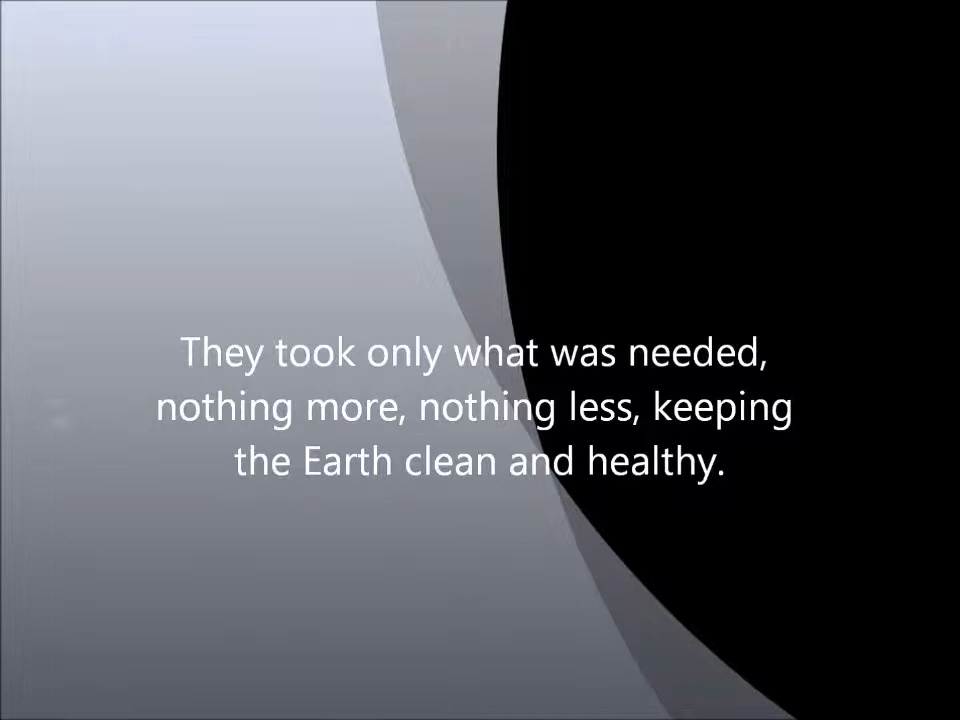 They took only what was needed,
nothing more, nothing less, keeping
the Earth clean and healthy.